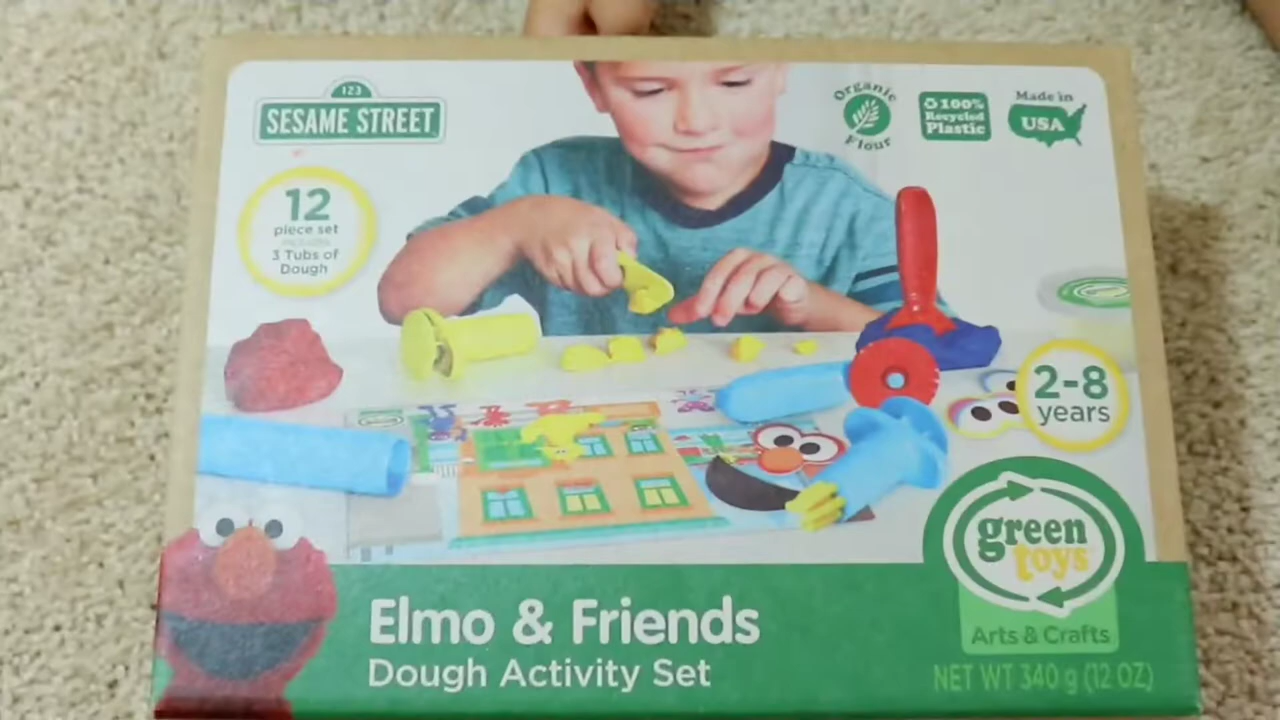 123
SESAME STREET
12
piece set
INCLUDES
3 Tubs of
Dough
Organic
Flour
100%
Recycled
Plastic
Made in
USA
2-8
years
green
toys
Arts & Crafts
Elmo & Friends
Dough Activity Set
NET WT 340 g (12 OZ)